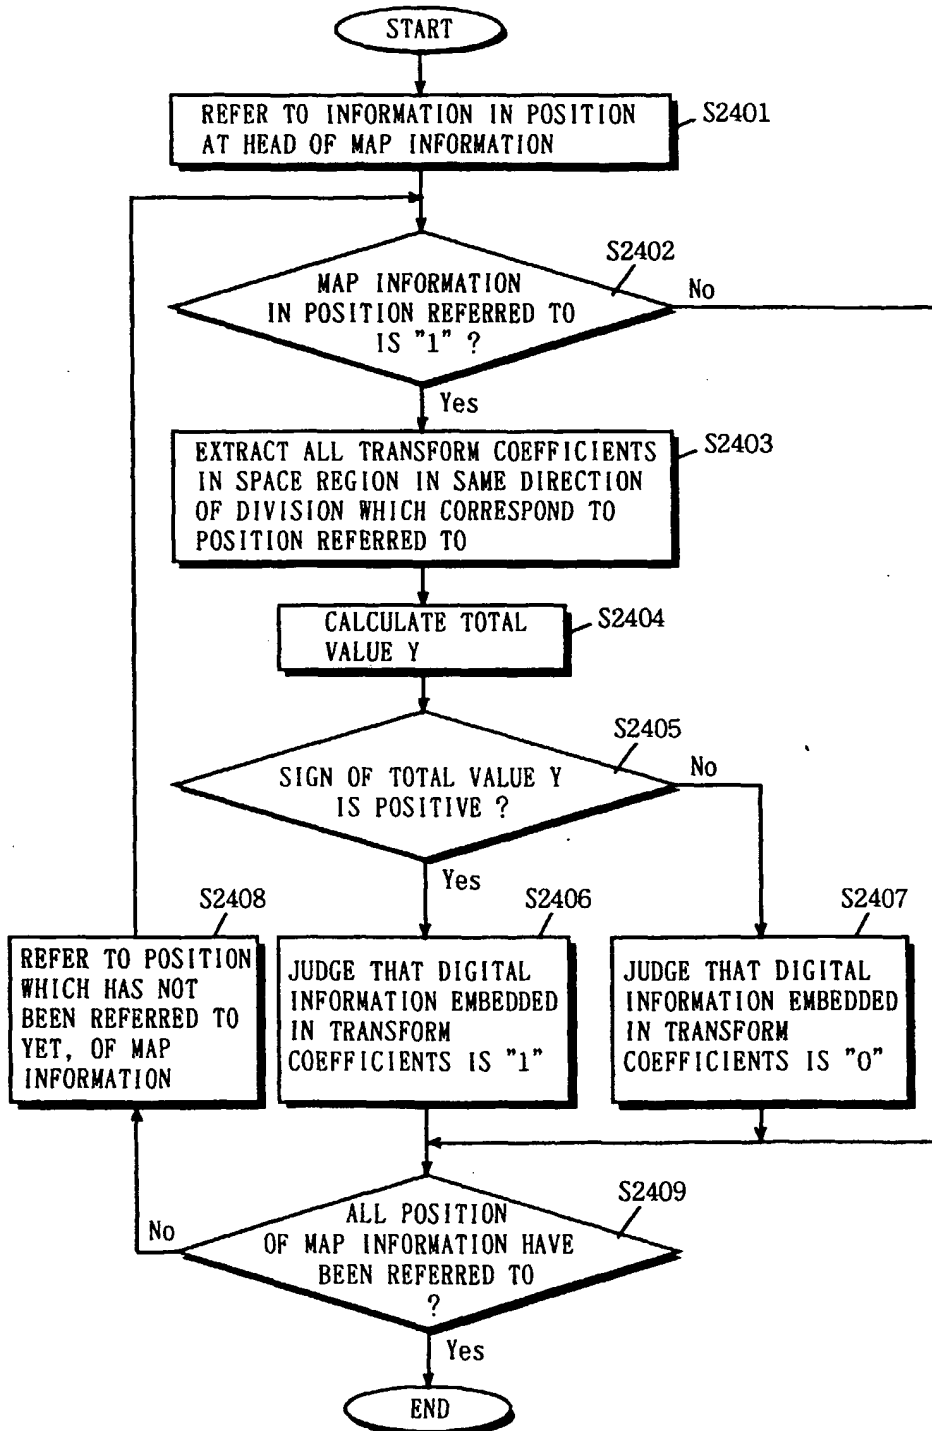 START
REFER TO INFORMATION IN POSITION
AT HEAD OF MAP INFORMATION
S2401
S2402
MAP INFORMATION
IN POSITION REFERRED TO
IS "1" ?
No
Yes
EXTRACT ALL TRANSFORM COEFFICIENTS
IN SPACE REGION IN SAME DIRECTION
OF DIVISION WHICH CORRESPOND TO
POSITION REFERRED TO
S2403
CALCULATE TOTAL
VALUE Y
S2404
S2405
SIGN OF TOTAL VALUE Y
IS POSITIVE ?
No
Yes
S2408
REFER TO POSITION
WHICH HAS NOT
BEEN REFERRED TO
YET, OF MAP
INFORMATION
S2406
JUDGE THAT DIGITAL
INFORMATION EMBEDDED
IN TRANSFORM
COEFFICIENTS IS "1"
S2407
JUDGE THAT DIGITAL
INFORMATION EMBEDDED
IN TRANSFORM
COEFFICIENTS IS "0"
S2409
ALL POSITION
OF MAP INFORMATION HAVE
BEEN REFERRED TO
?
No
Yes
END